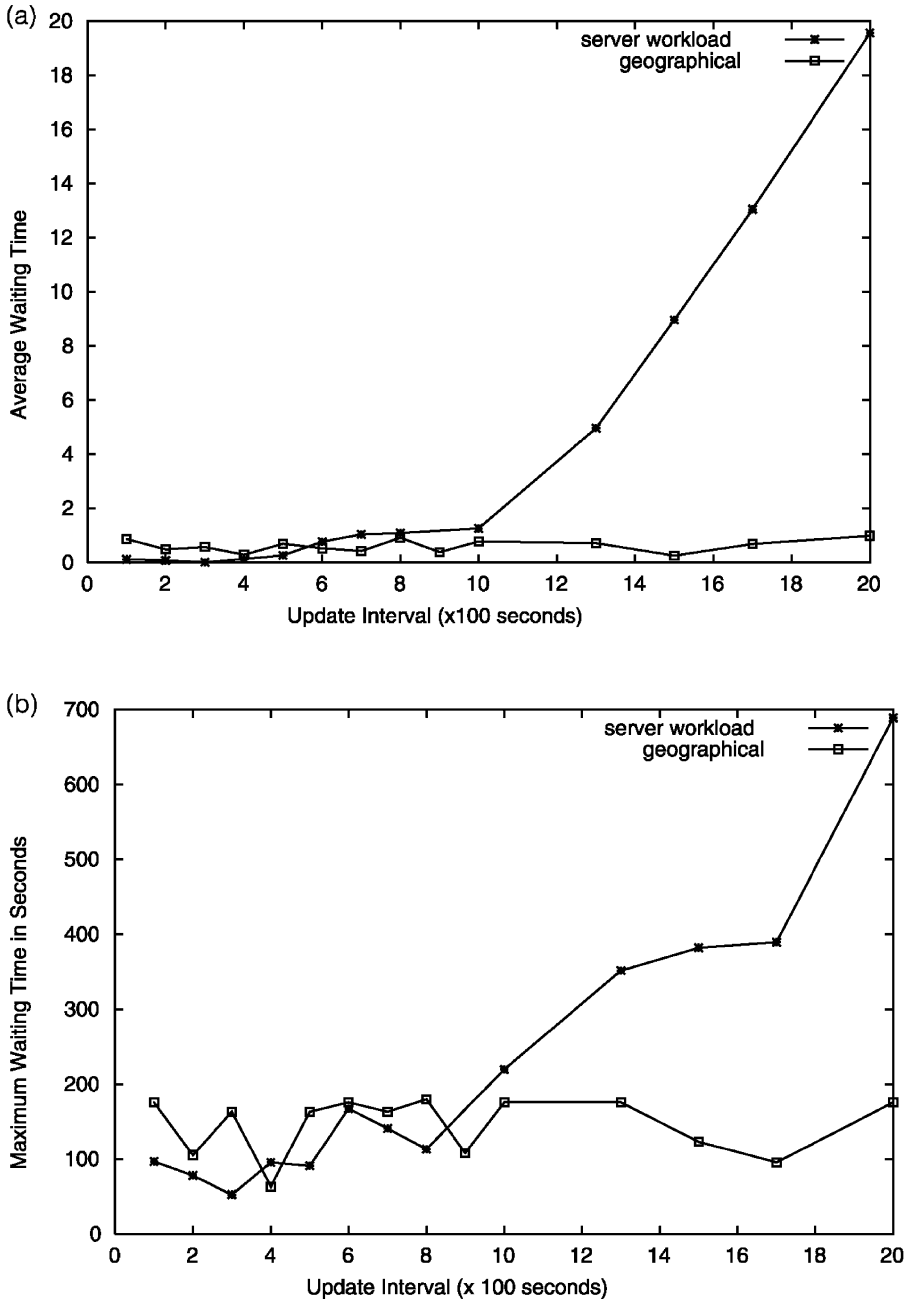 (a)
20
18
16
14
12
10
8
6
4
2
0
Average Waiting Time
server workload
geographical
0 2 4 6 8 10 12 14 16 18 20
Update Interval (x100 seconds)
(b)
700
600
500
400
300
200
100
0
Maximum Waiting Time in Seconds
server workload
geographical
0 2 4 6 8 10 12 14 16 18 20
Update Interval (x 100 seconds)